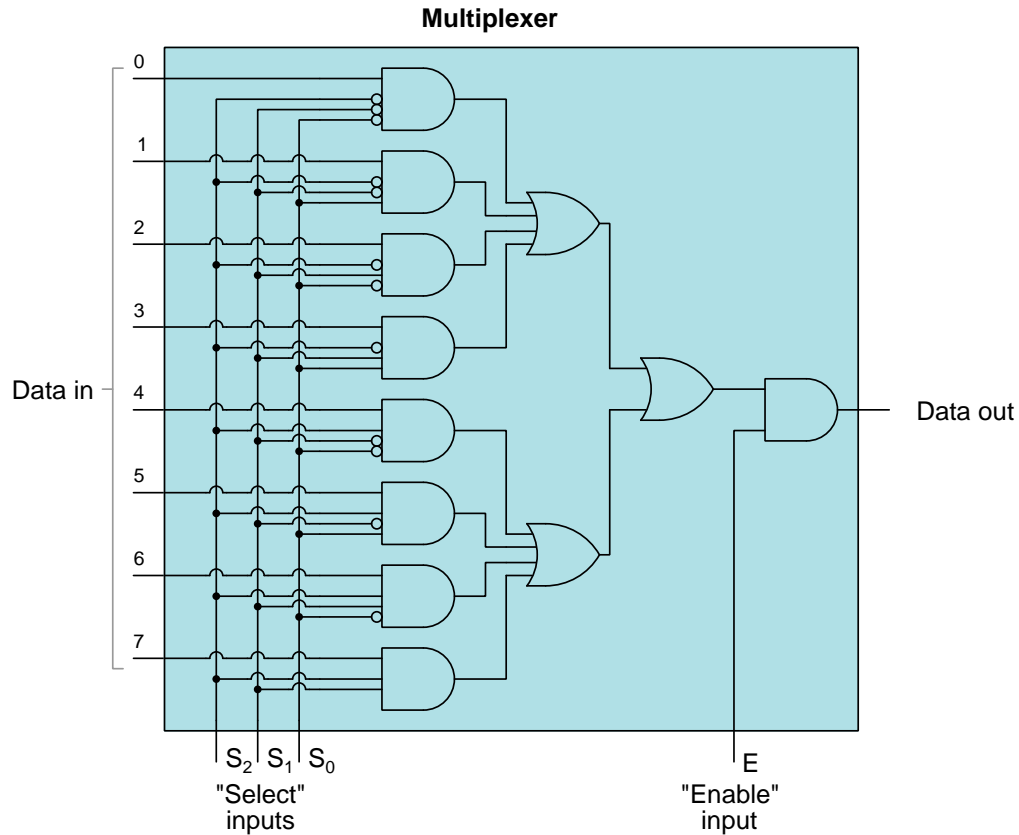 Multiplexer
0
1
2
3
Data in
4
Data out
5
6
7
S₂ S₁ S₀
E
"Select"
inputs
"Enable"
input